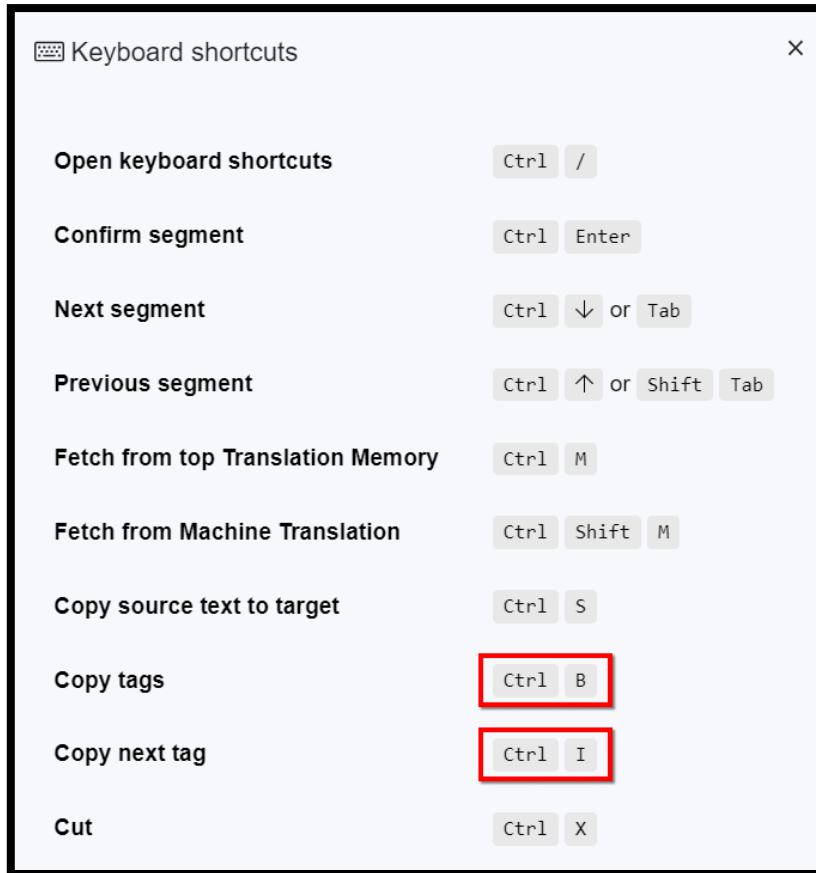 Keyboard shortcuts ×
Open keyboard shortcuts Ctrl /
Confirm segment Ctrl Enter
Next segment Ctrl ↓ or Tab
Previous segment Ctrl ↑ or Shift Tab
Fetch from top Translation Memory Ctrl M
Fetch from Machine Translation Ctrl Shift M
Copy source text to target Ctrl S
Copy tags Ctrl B
Copy next tag Ctrl I
Cut Ctrl X